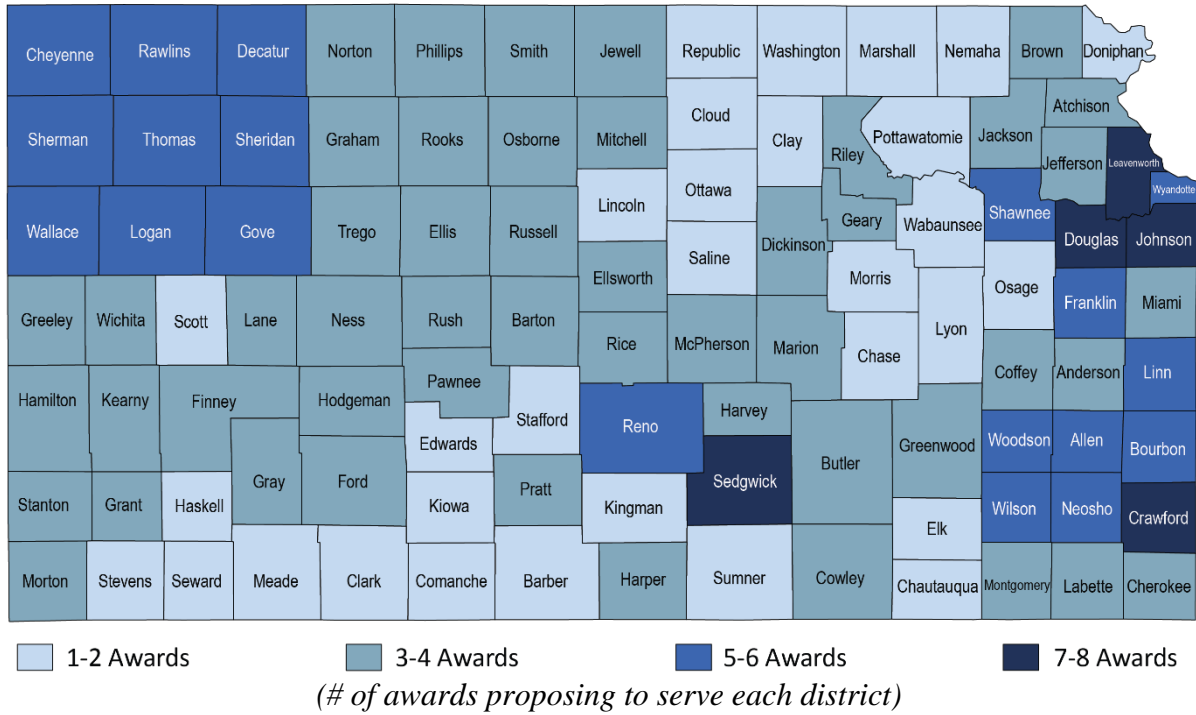 Cheyenne Rawlins Decatur Norton Phillips Smith Jewell Republic Washington Marshall Nemaha Brown Doniphan
Sherman Thomas Sheridan Graham Rooks Osborne Mitchell Cloud Clay Riley Pottawatomie Jackson Atchison
Jefferson Leavenworth Wyandotte
Wallace Logan Gove Trego Ellis Russell Lincoln Ottawa Saline Dickinson Geary Wabaunsee Shawnee Douglas Johnson
Greeley Wichita Scott Lane Ness Rush Barton Ellsworth Morris Osage Franklin Miami
Rice McPherson Marion Chase Lyon
Hamilton Kearny Finney Hodgeman Pawnee Stafford Coffey Anderson Linn
Edwards Reno Harvey Butler Greenwood Woodson Allen Bourbon
Stanton Grant Haskell Gray Ford Kiowa Pratt Kingman Sedgwick Elk Wilson Neosho Crawford
Morton Stevens Seward Meade Clark Comanche Barber Harper Sumner Cowley Chautauqua Montgomery Labette Cherokee
1-2 Awards 3-4 Awards 5-6 Awards 7-8 Awards
(# of awards proposing to serve each district)